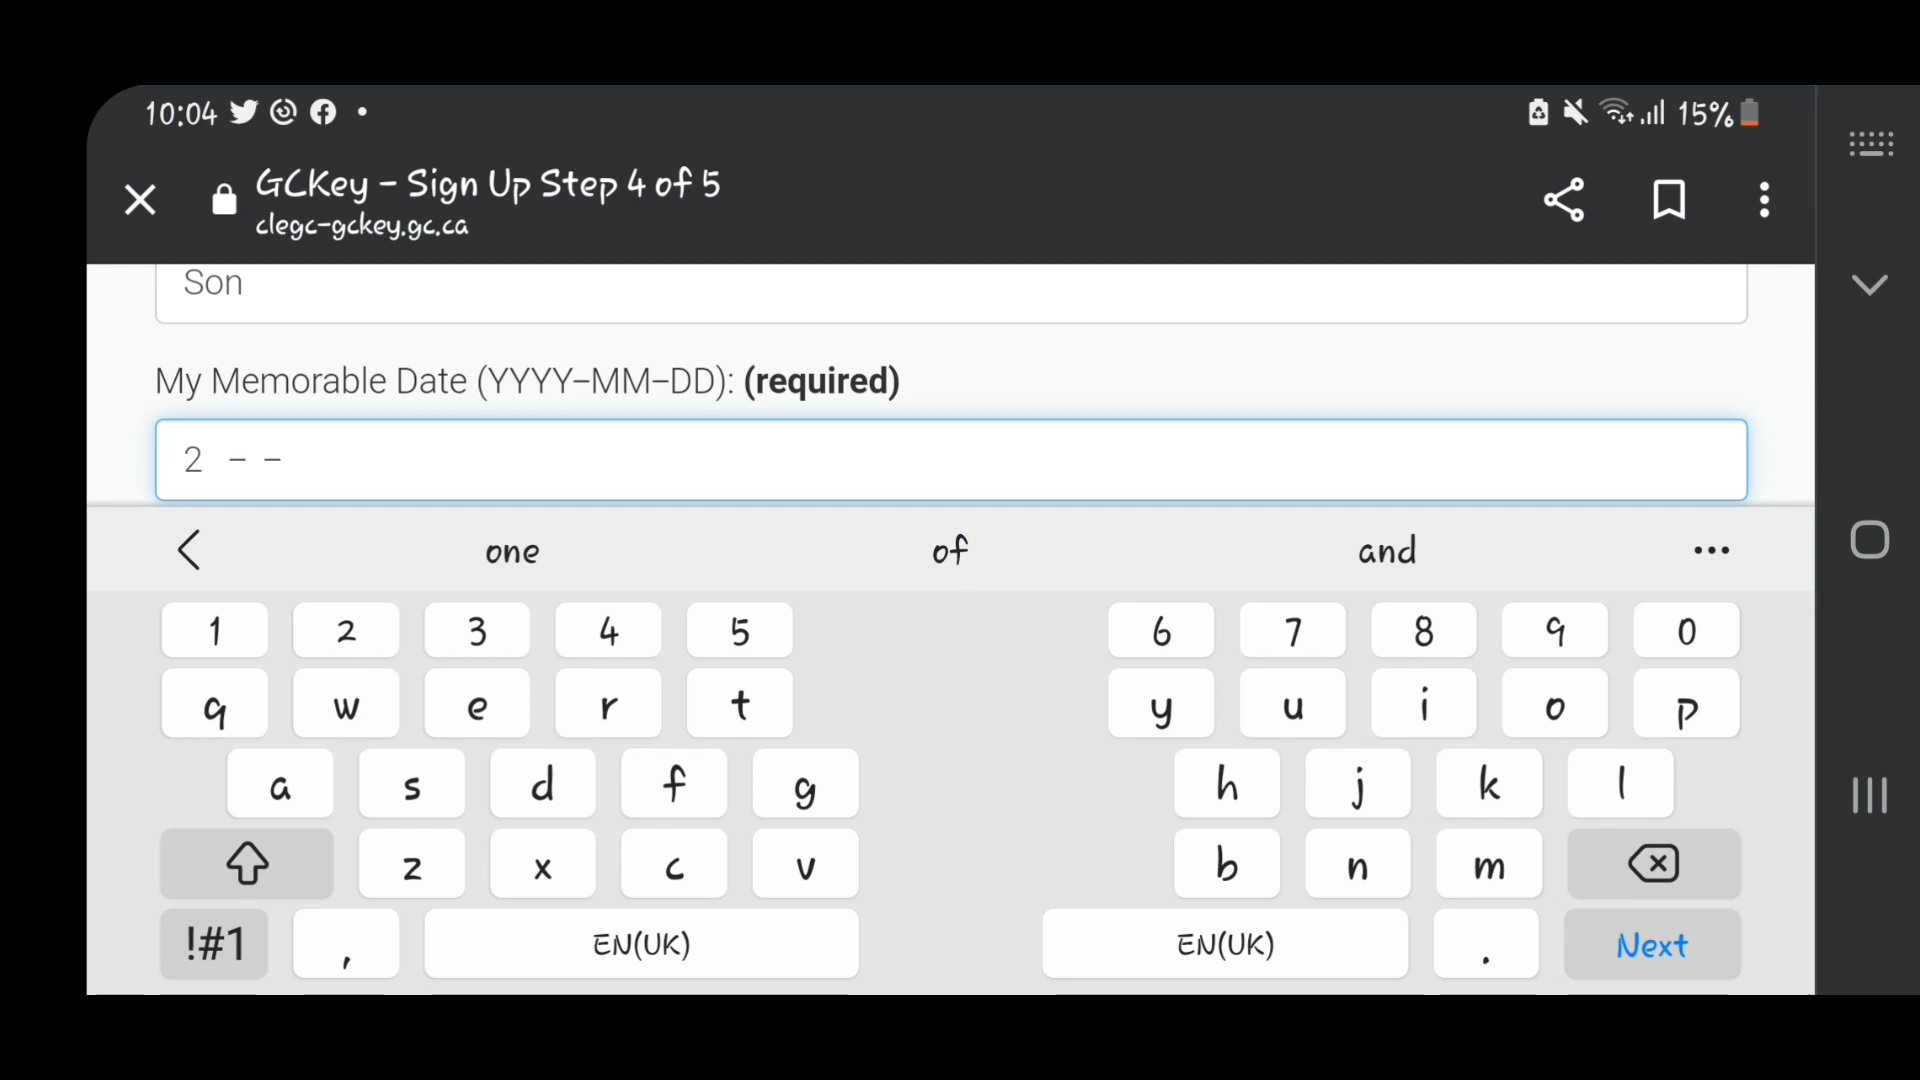 10:04
15%
GCKey - Sign Up Step 4 of 5
clegc-gckey.gc.ca
Son
My Memorable Date (YYYY-MM-DD): (required)
2 - -
one of and ...
1 2 3 4 5 6 7 8 9 0
q w e r t y u i o p
a s d f g h j k l
z x c v b n m
!#1 , EN(UK) EN(UK) . Next